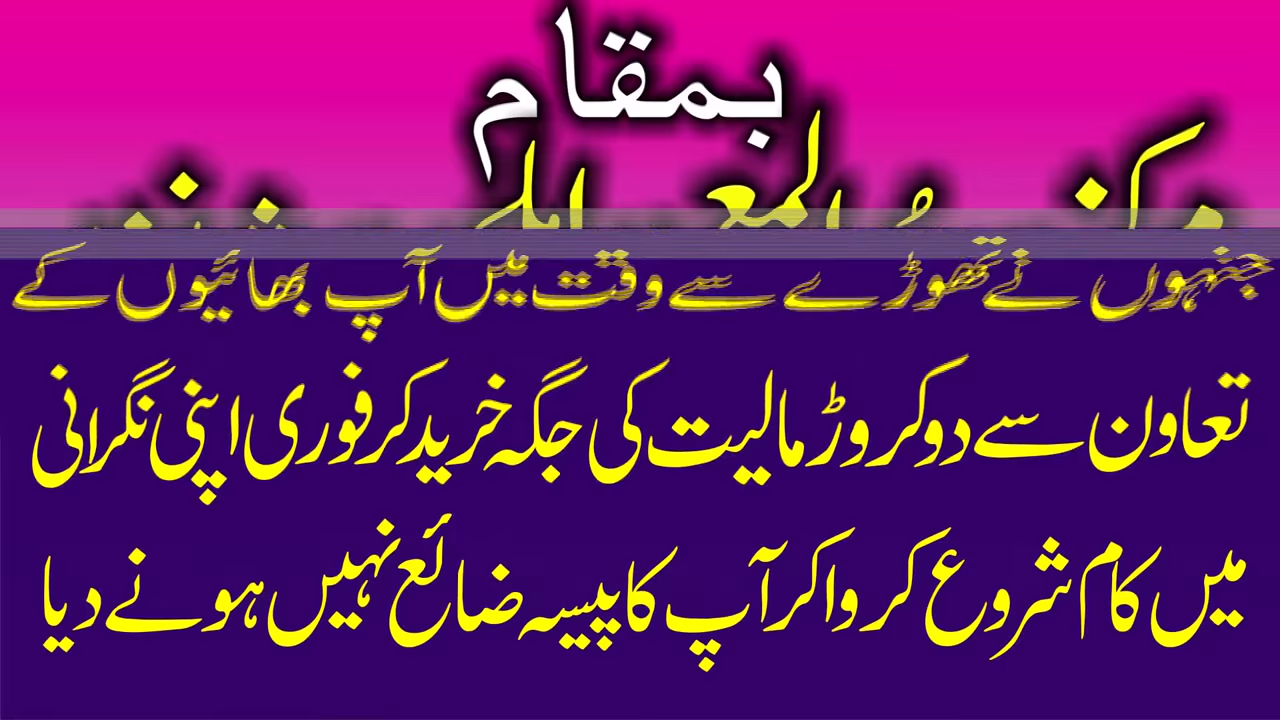 بمقام
جنہوں نے تھوڑے سے وقت میں آپ بھائیوں کے
تعاون سے دو کروڑ مالیت کی جگہ خرید کر فوری اپنی نگرانی
میں کام شروع کروا کر آپ کا پیسہ ضائع نہیں ہونے دیا